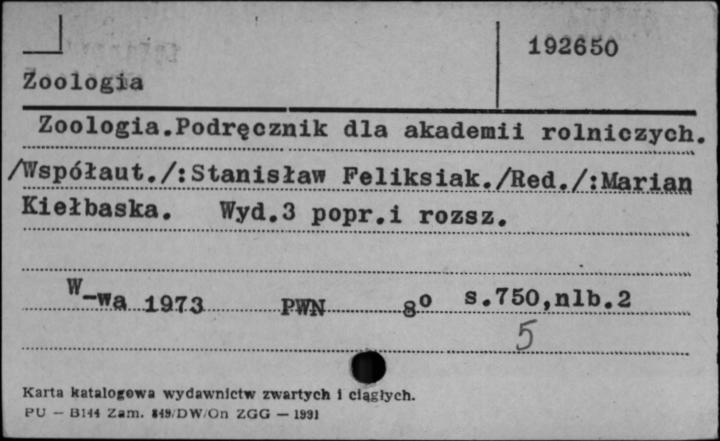 192650
Zoologia
Zoologia.Podręcznik dla akademii rolniczych.
/Współaut./:Stanisław Feliksiak./Red./:Marian
Kiełbaska. Wyd.3 popr.i rozsz.
W-wa 1973 PWN 8o s.750,nlb.2
5
Karta katalogowa wydawnictw zwartych i ciągłych.
PU — B144 Zam. 849/DW/On ZGG — 1991